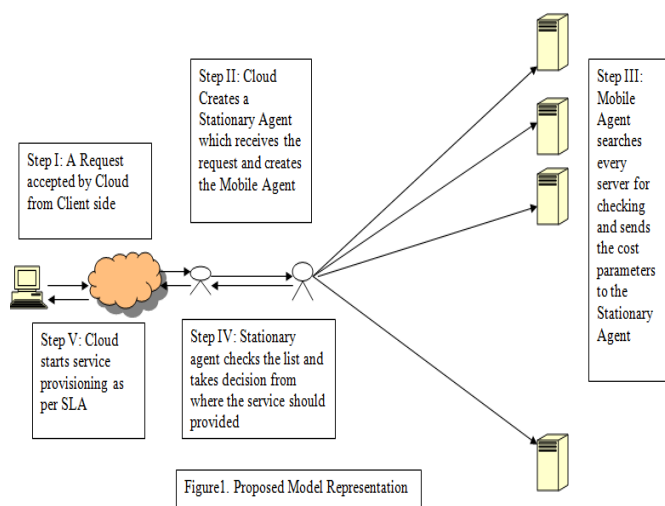 Step I: A Request
accepted by Cloud
from Client side
Step II: Cloud
Creates a
Stationary Agent
which receives the
request and creates
the Mobile Agent
Step III:
Mobile
Agent
searches
every
server for
checking
and sends
the cost
parameters
to the
Stationary
Agent
Step IV: Stationary
agent checks the list and
takes decision from
where the service should
provided
Step V: Cloud
starts service
provisioning as
per SLA
Figure1. Proposed Model Representation